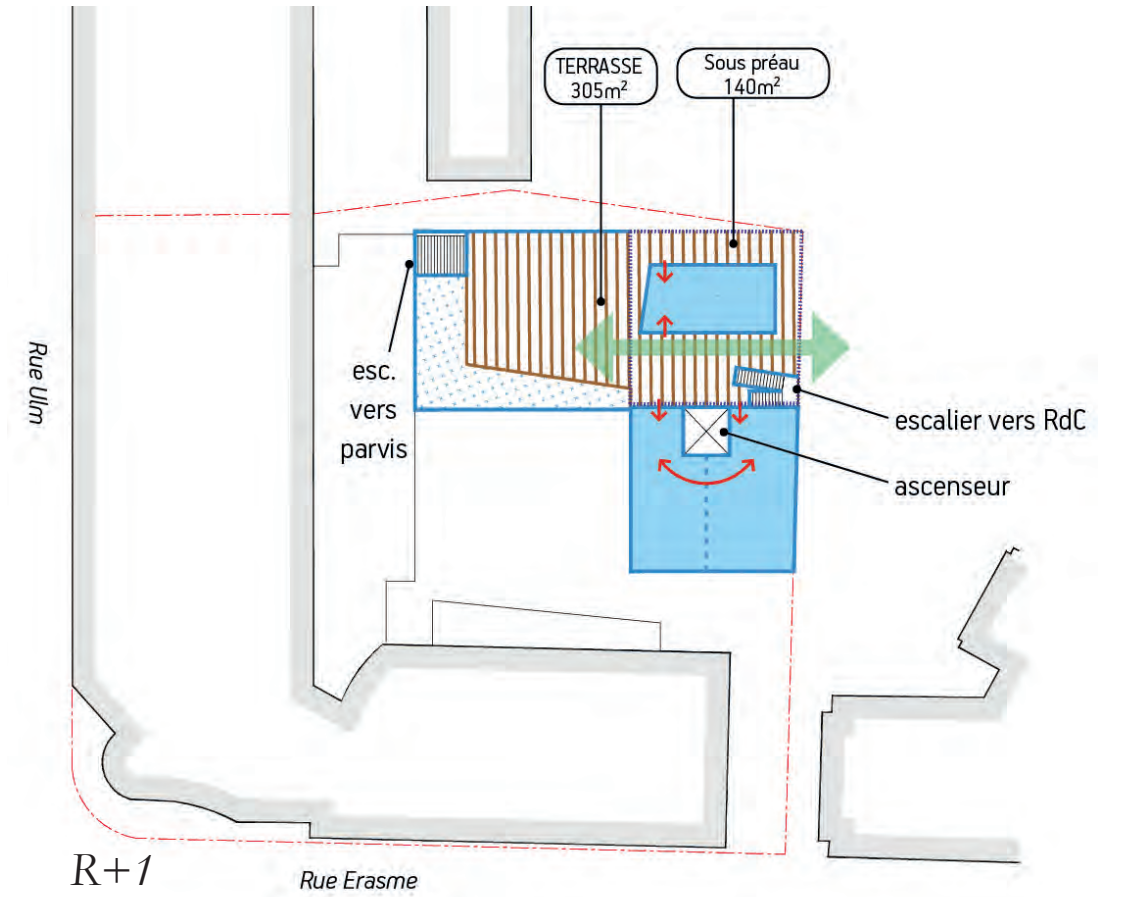 TERRASSE
305m²
Sous préau
140m²
Rue Ulm
esc.
vers
parvis
escalier vers RdC
ascenseur
R+1
Rue Erasme